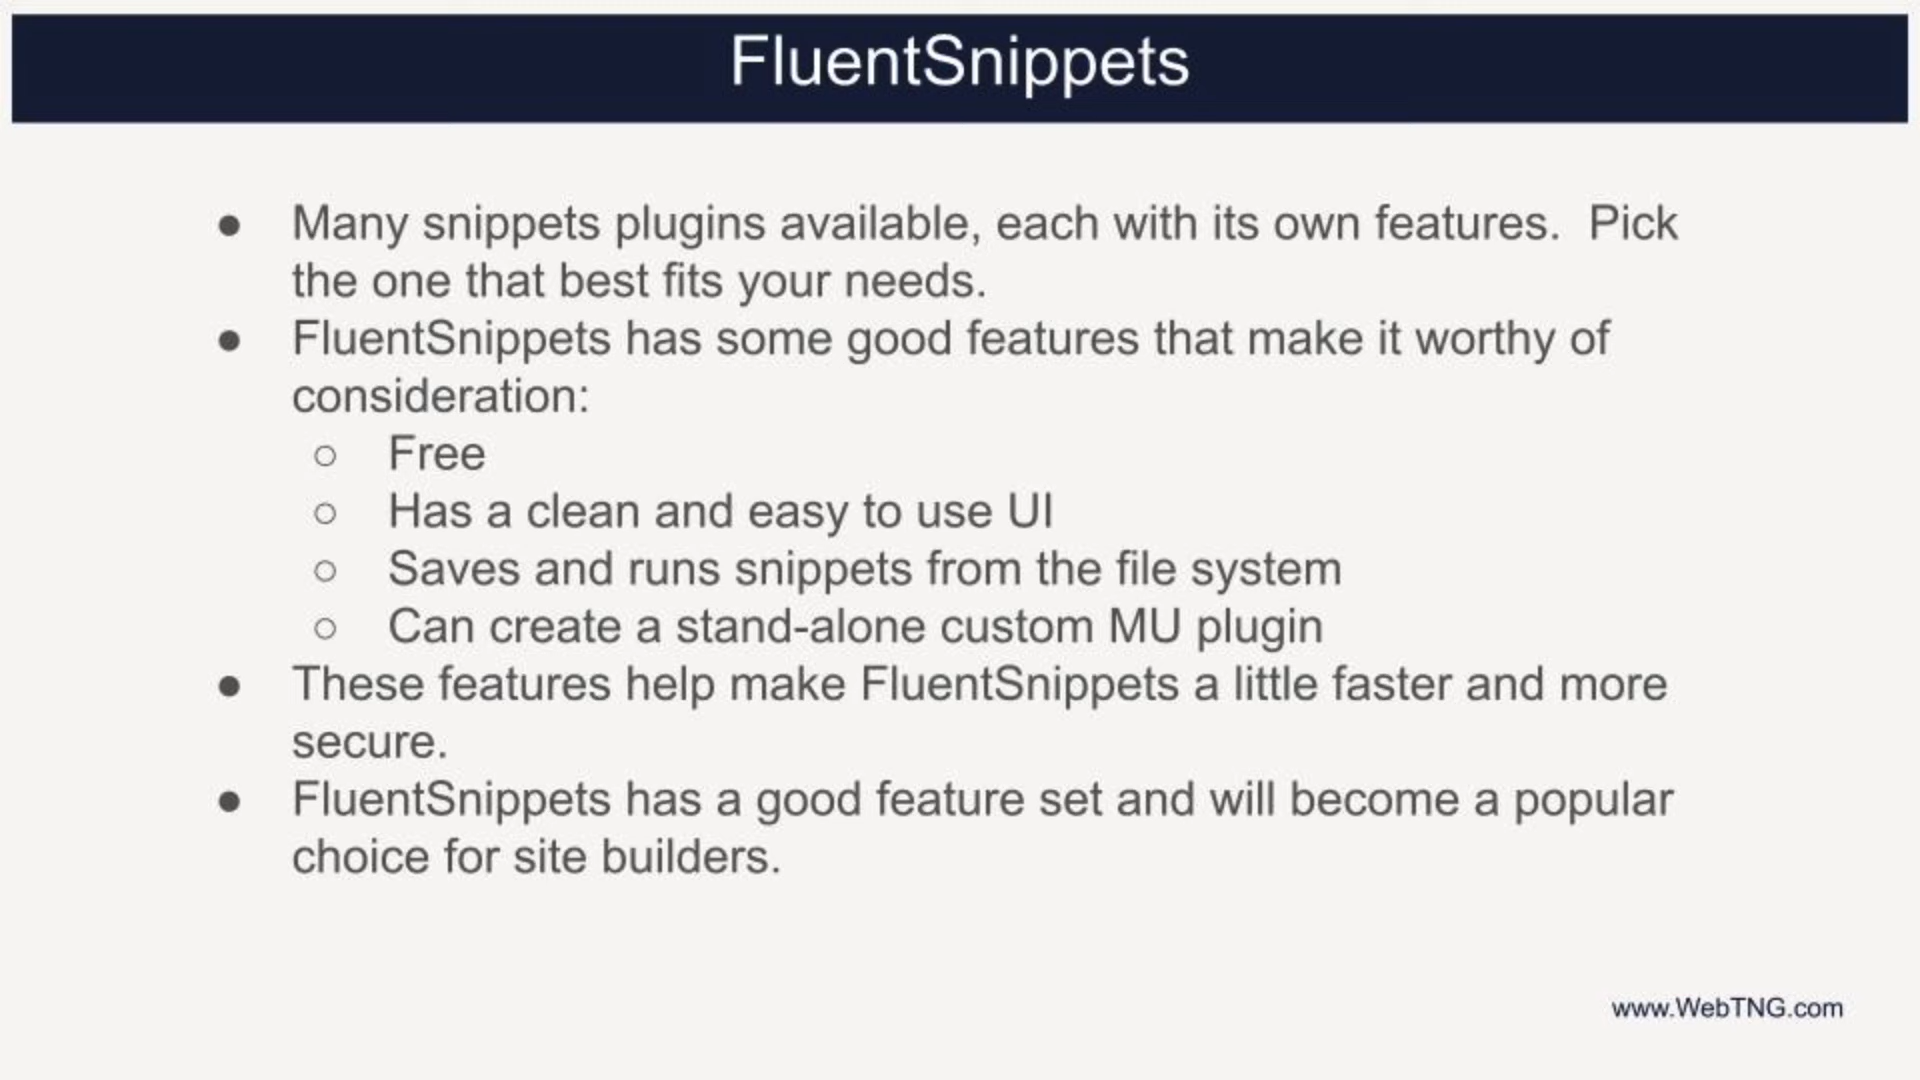 FluentSnippets
● Many snippets plugins available, each with its own features.  Pick
the one that best fits your needs.
● FluentSnippets has some good features that make it worthy of
consideration:
○ Free
○ Has a clean and easy to use UI
○ Saves and runs snippets from the file system
○ Can create a stand-alone custom MU plugin
● These features help make FluentSnippets a little faster and more
secure.
● FluentSnippets has a good feature set and will become a popular
choice for site builders.
www.WebTNG.com